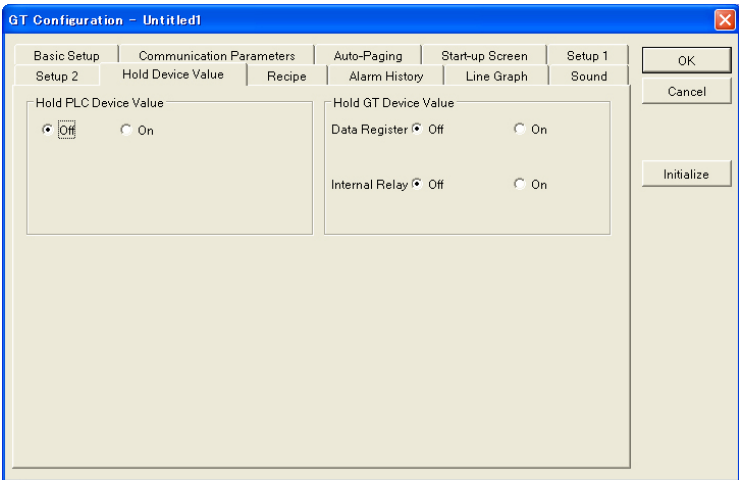 GT Configuration - Untitled1
Basic Setup Communication Parameters Auto-Paging Start-up Screen Setup 1
Setup 2 Hold Device Value Recipe Alarm History Line Graph Sound
OK
Cancel
Initialize
Hold PLC Device Value
Off On
Hold GT Device Value
Data Register Off On
Internal Relay Off On